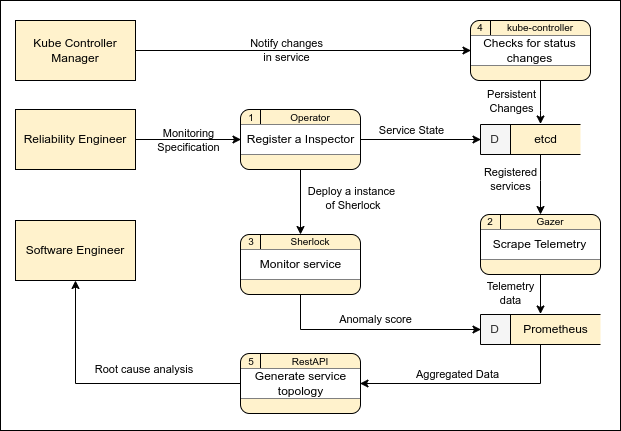 Kube Controller
Manager
Notify changes
in service
4
kube-controller
Checks for status
changes
Persistent
Changes
Reliability Engineer
Monitoring
Specification
1
Operator
Register a Inspector
Service State
D
etcd
Registered
services
Deploy a instance
of Sherlock
Software Engineer
3
Sherlock
Monitor service
2
Gazer
Scrape Telemetry
Telemetry
data
Anomaly score
D
Prometheus
Root cause analysis
5
RestAPI
Generate service
topology
Aggregated Data